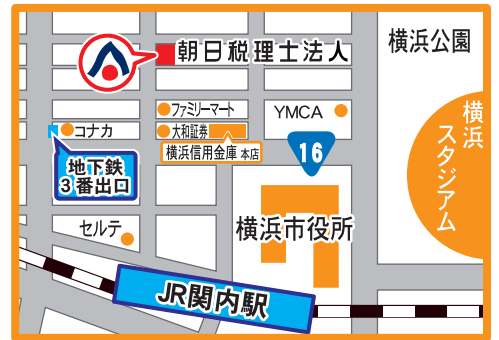 朝日税理士法人
横浜公園
ファミリーマート
YMCA
横浜
スタジアム
コナカ
大和証券
横浜信用金庫 本店
16
地下鉄
3番出口
セルテ
横浜市役所
JR関内駅